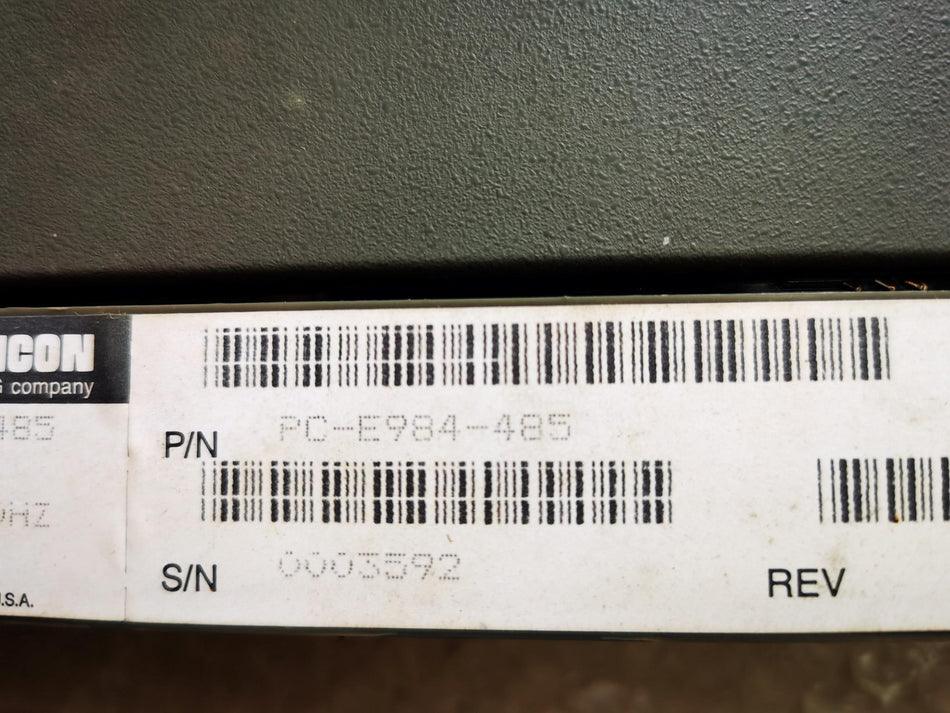 ICON
G company
485
HZ
U.S.A.
P/N PC-E984-485
S/N 0003592
REV